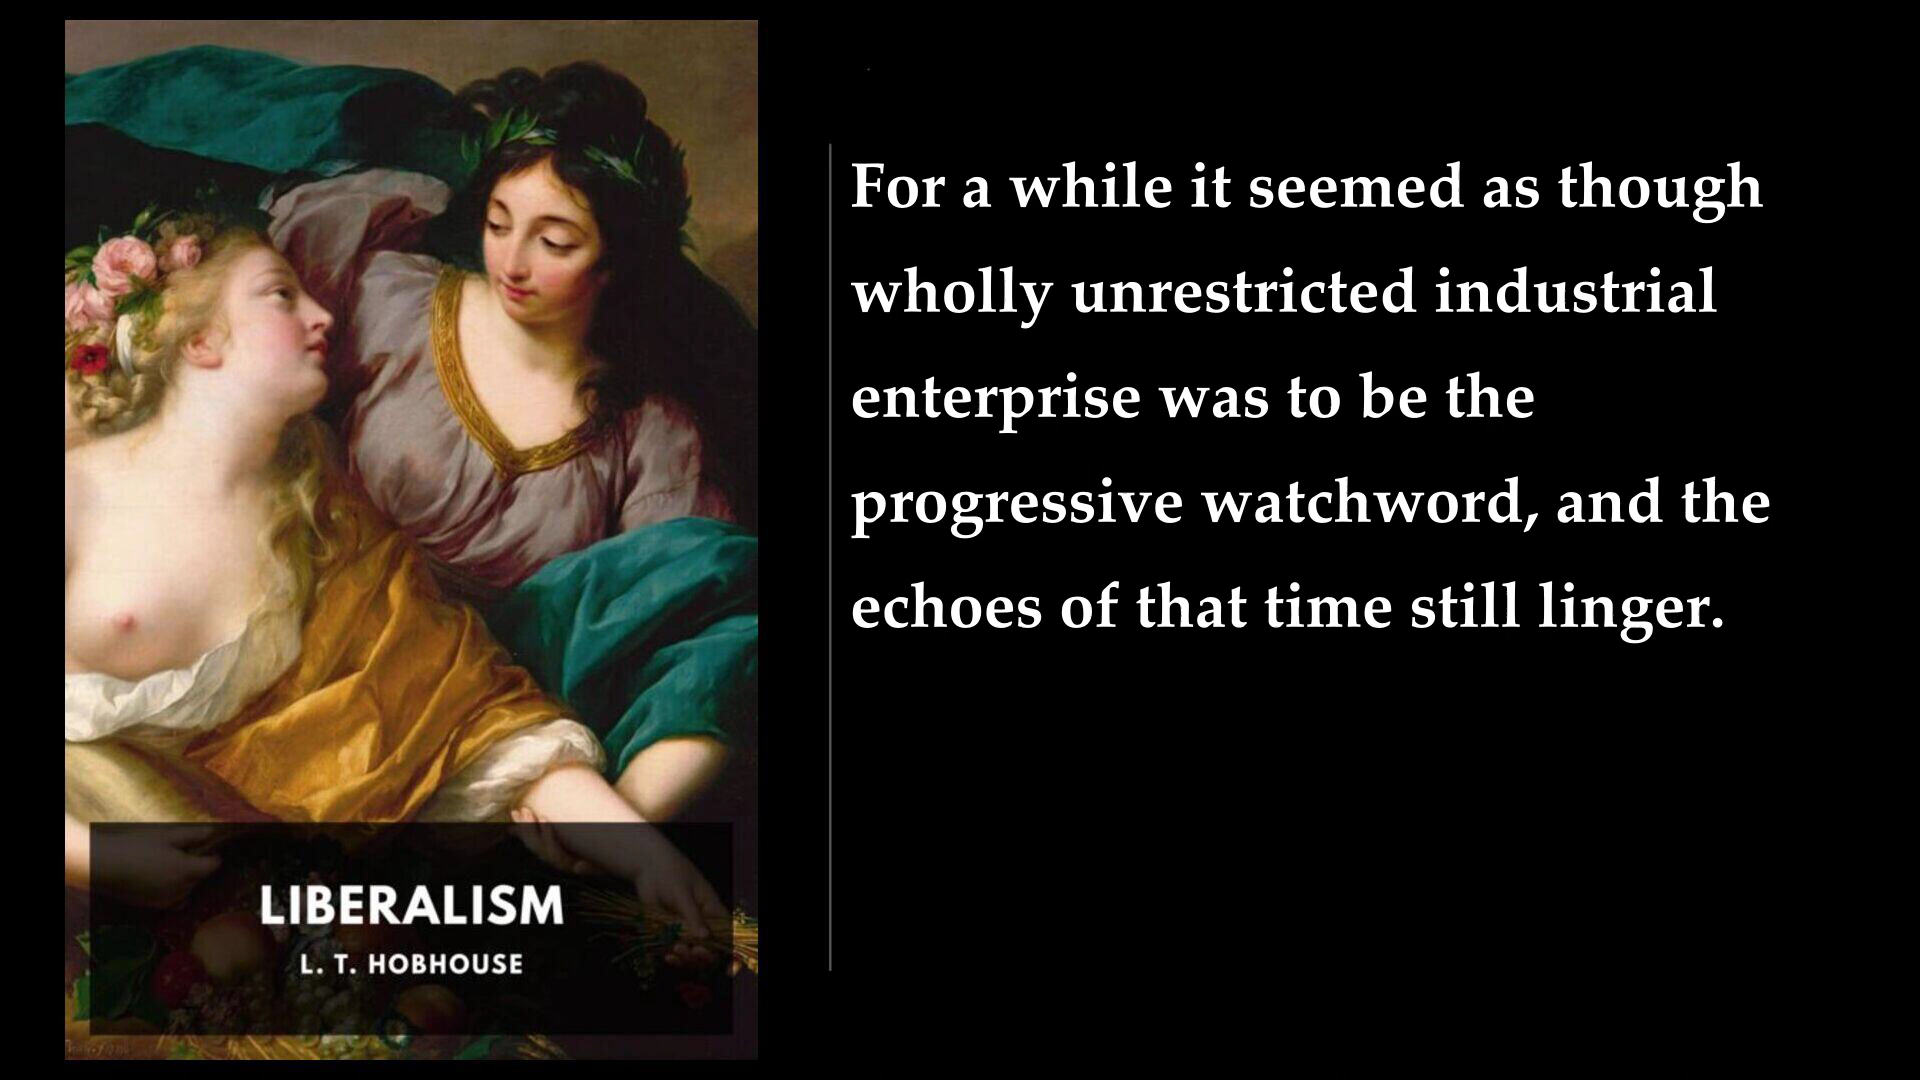 For a while it seemed as though
wholly unrestricted industrial
enterprise was to be the
progressive watchword, and the
echoes of that time still linger.
LIBERALISM
L. T. HOBHOUSE